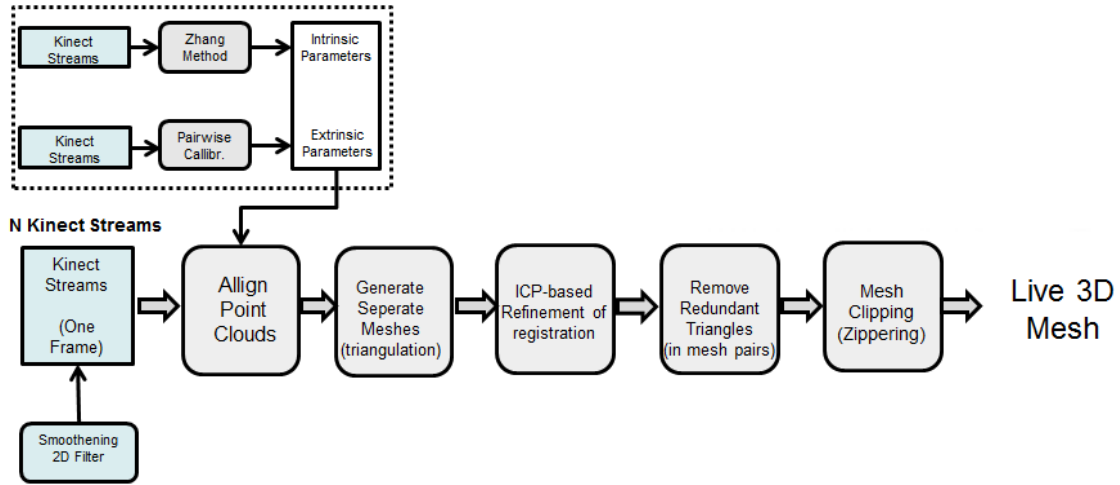 Kinect
Streams
Zhang
Method
Intrinsic
Parameters
Kinect
Streams
Pairwise
Callibr.
Extrinsic
Parameters
N Kinect Streams
Kinect
Streams
(One
Frame)
Allign
Point
Clouds
Generate
Seperate
Meshes
(triangulation)
ICP-based
Refinement of
registration
Remove
Redundant
Triangles
(in mesh pairs)
Mesh
Clipping
(Zippering)
Live 3D
Mesh
Smoothening
2D Filter